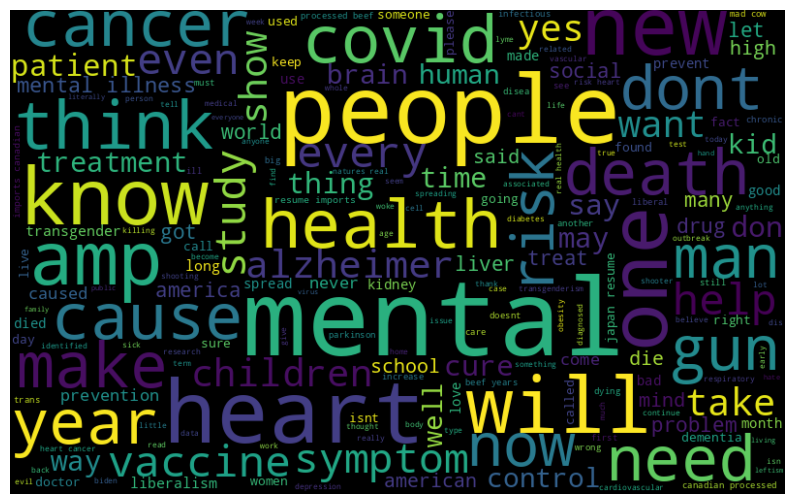 cancer
covid
new
yes
let
high
patient
even
show
brain
human
social
dont
mental illness
used
processed beef
someone
infectious
mad cow
week
keep
please
lyme
made
related
vascular
prevent
must
use
whole
see
risk heart
literally
person
tell
medical
everyone
anyone
life
think
people
want
fact
chronic
world
every
said
found
today
test
kid
treatment
study
thing
time
risk
death
old
true
hand
know
health
going
say
many
good
find
big
natures real
seem
resume imports
spreading
associated
real health
another
liberal
anything
imports canadian
ill
transgender
killing
got
woke
diabetes
may
drug
don
call
become
age
cell
one
man
amp
live
long
alzheimer
liver
treat
outbreak
shooting
spread
never
kidney
case
transgenderism
shooter
still
lot
caused
america
public
virus
thank
doesnt
japan resume
help
family
died
cause
mental
obesity
diagnosed
right
believe
day
sure
parkinson
issue
care
die
early
identified
sick
give
gun
make
children
school
cure
come
bad
research
home
something
respiratory
trans
term
increase
beef years
dying
mind
take
prevention
isnt
well
love
called
continue
problem
month
year
heart
will
need
little
thought
body
type
first
wrong
dementia
living
heart cancer
data
really
read
work
way
vaccine
symptom
now
back
doctor
biden
liberalism
women
american
control
isn
leftism
evil
depression
cardiovascular
canadian processed